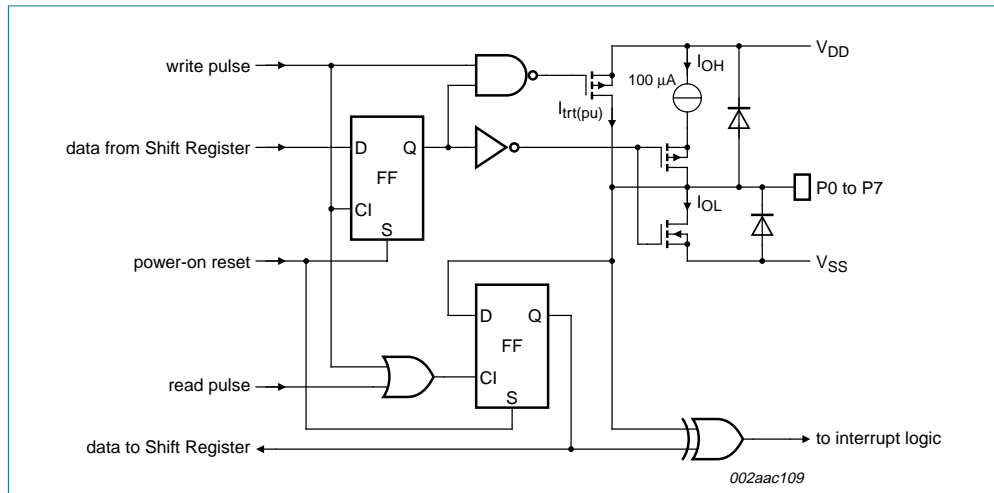 write pulse
V_DD
I_OH
100 μA
I_trt(pu)
data from Shift Register
D
Q
FF
CI
S
P0 to P7
I_OL
power-on reset
V_SS
D
Q
FF
CI
S
read pulse
data to Shift Register
to interrupt logic
002aac109